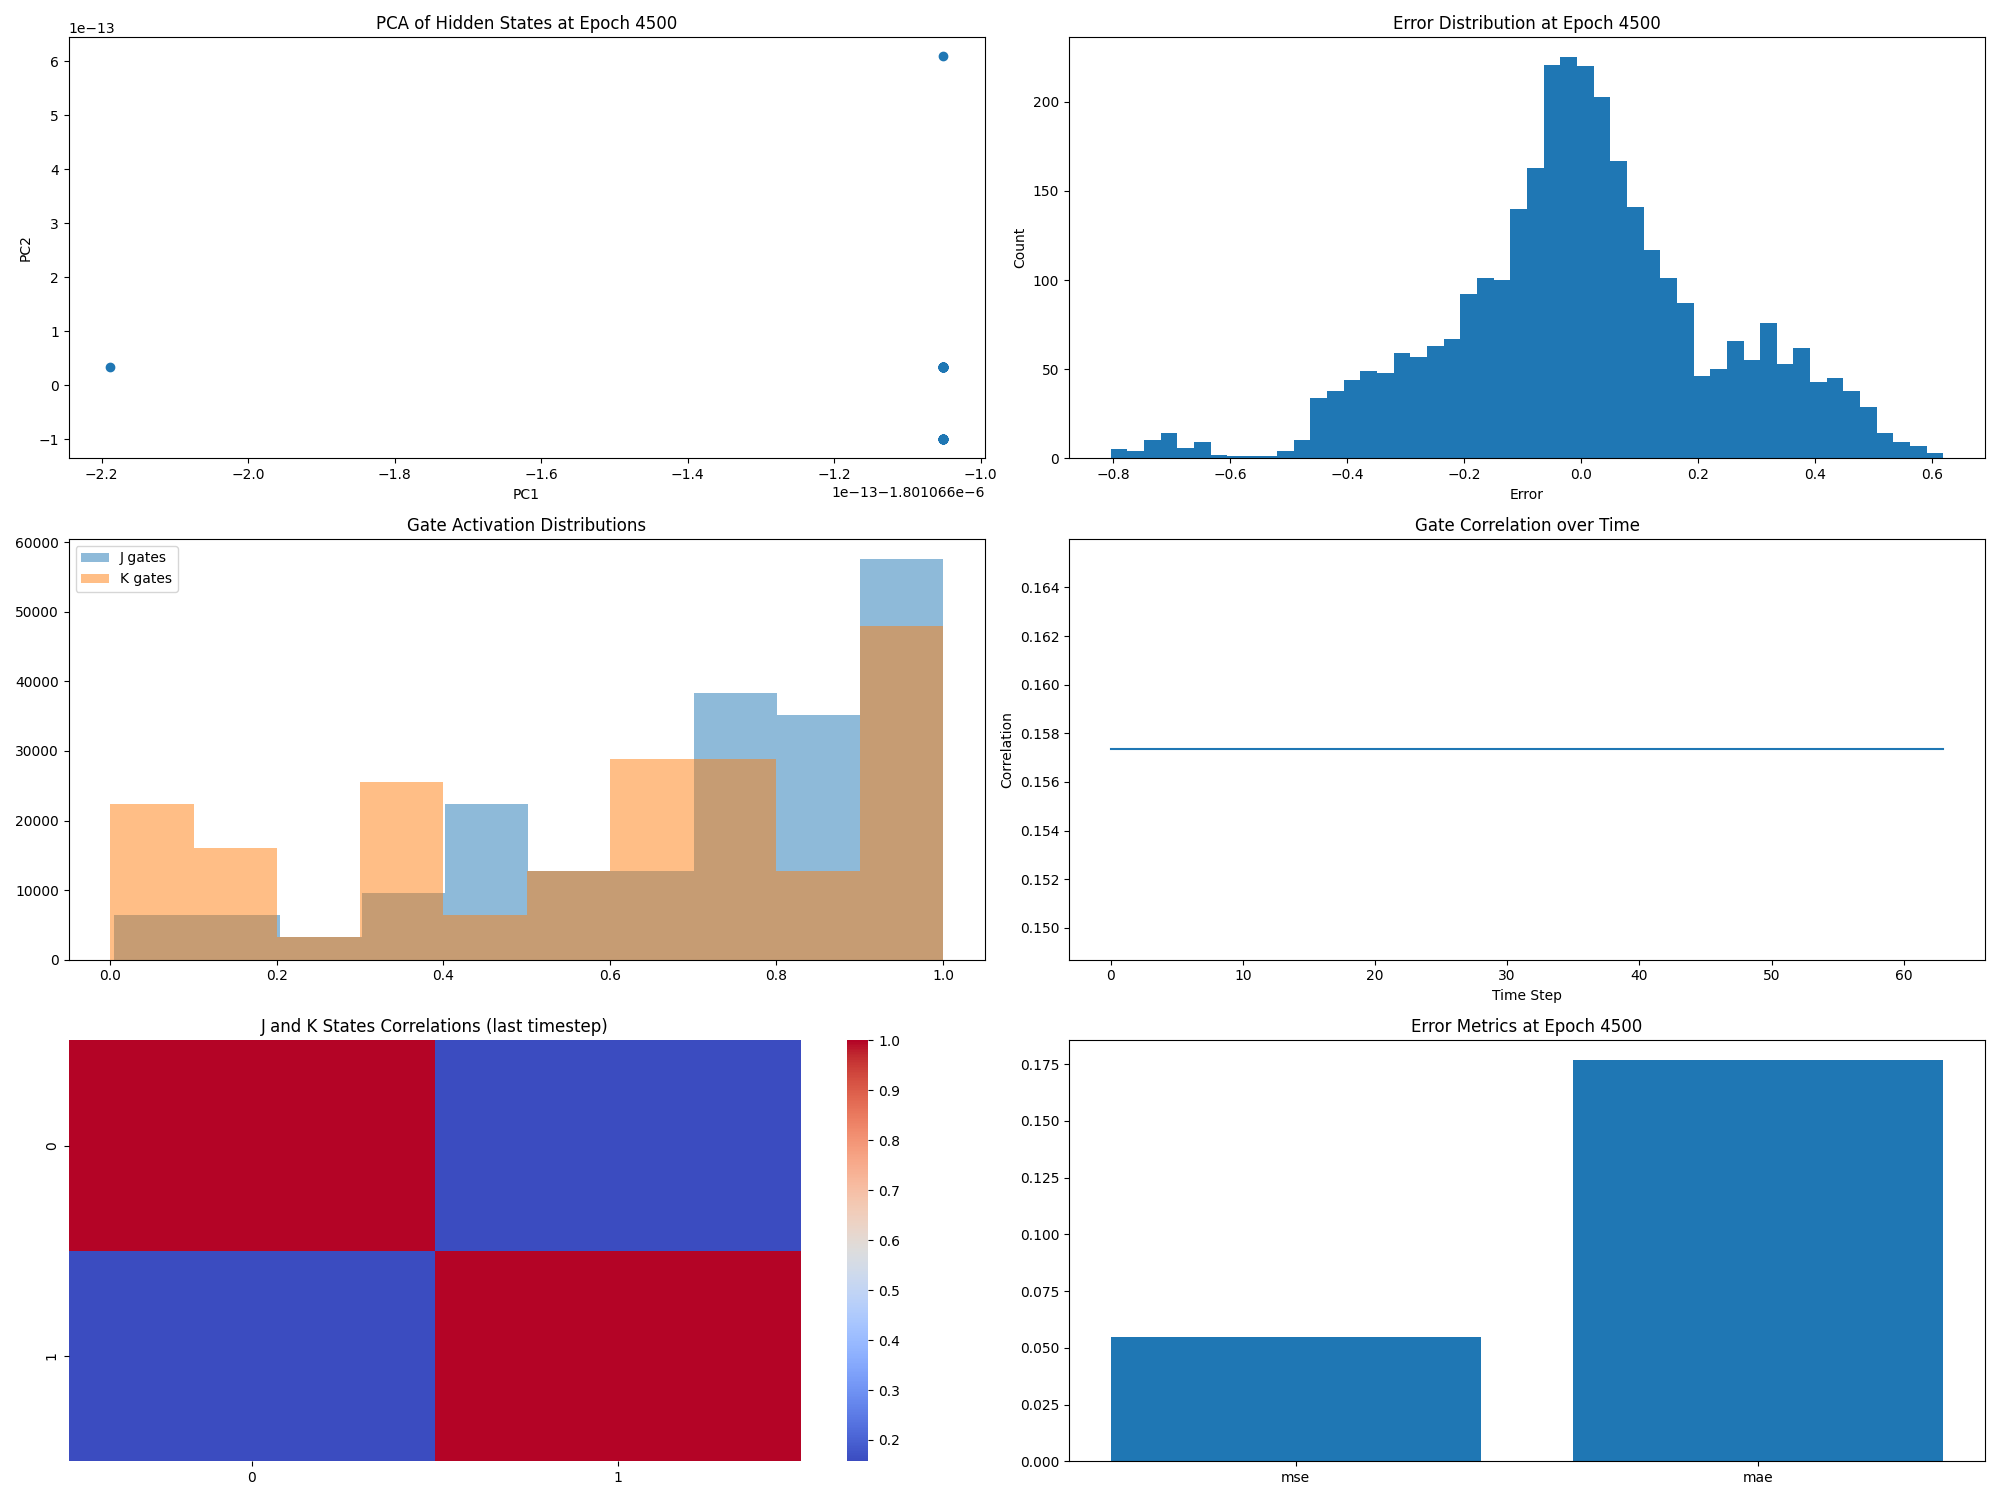 PCA of Hidden States at Epoch 4500
1e−13
6
5
4
3
2
1
0
−1
PC2
−2.2 −2.0 −1.8 −1.6 −1.4 −1.2 −1.0
PC1
1e−13−1.801066e−6
Error Distribution at Epoch 4500
200
150
100
50
0
Count
−0.8 −0.6 −0.4 −0.2 0.0 0.2 0.4 0.6
Error
Gate Activation Distributions
J gates
K gates
60000
50000
40000
30000
20000
10000
0
0.0 0.2 0.4 0.6 0.8 1.0
Gate Correlation over Time
0.164
0.162
0.160
0.158
0.156
0.154
0.152
0.150
Correlation
0 10 20 30 40 50 60
Time Step
J and K States Correlations (last timestep)
0
1
0 1
1.0
0.9
0.8
0.7
0.6
0.5
0.4
0.3
0.2
Error Metrics at Epoch 4500
0.175
0.150
0.125
0.100
0.075
0.050
0.025
0.000
mse mae